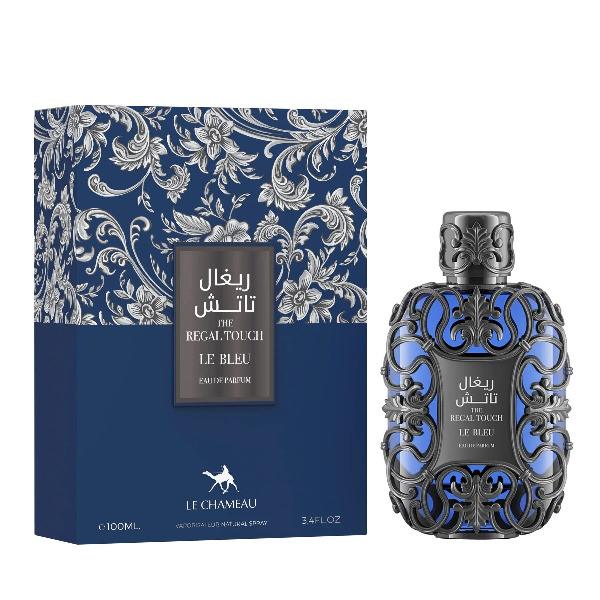 ريغال
تاتش
THE
REGAL TOUCH
LE BLEU
EAU DE PARFUM
LE CHAMEAU
e100ML.
VAPORISATEUR NATURAL SPRAY
3.4FL.OZ
ريغال
تاتش
THE
REGAL TOUCH
LE BLEU
EAU DE PARFUM